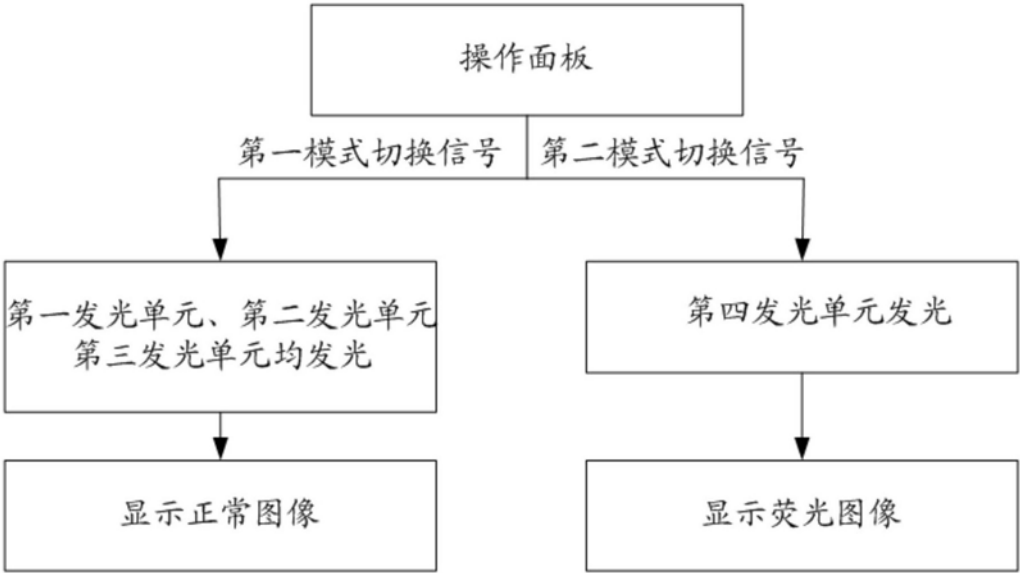 操作面板
第一模式切换信号
第二模式切换信号
第一发光单元、第二发光单元
第三发光单元均发光
第四发光单元发光
显示正常图像
显示荧光图像